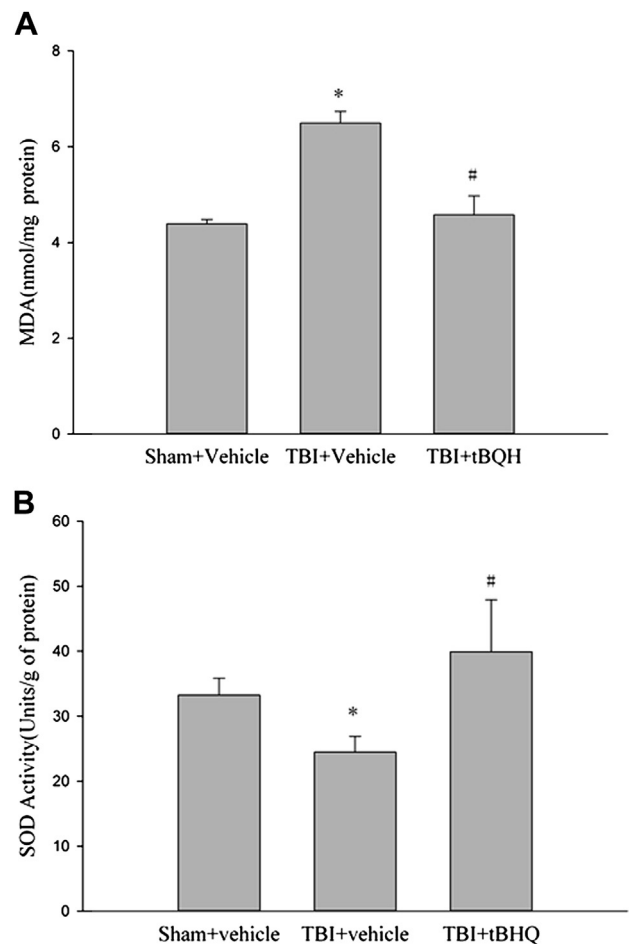 A
8
*
6
#
4
2
0
MDA(nmol/mg protein)
Sham+Vehicle TBI+Vehicle TBI+tBQH
B
60
50
#
40
30
*
20
10
0
SOD Activity(Units/g of protein)
Sham+vehicle TBI+vehicle TBI+tBHQ